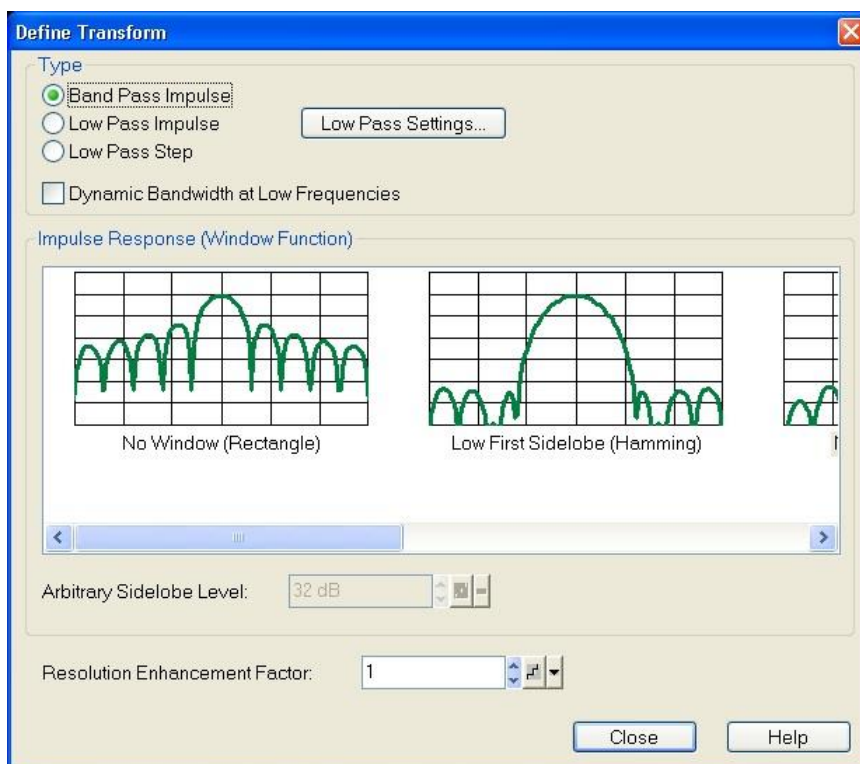 Define Transform
Type
Band Pass Impulse
Low Pass Impulse
Low Pass Settings...
Low Pass Step
Dynamic Bandwidth at Low Frequencies
Impulse Response (Window Function)
No Window (Rectangle)
Low First Sidelobe (Hamming)
Arbitrary Sidelobe Level:
32 dB
Resolution Enhancement Factor:
1
Close
Help